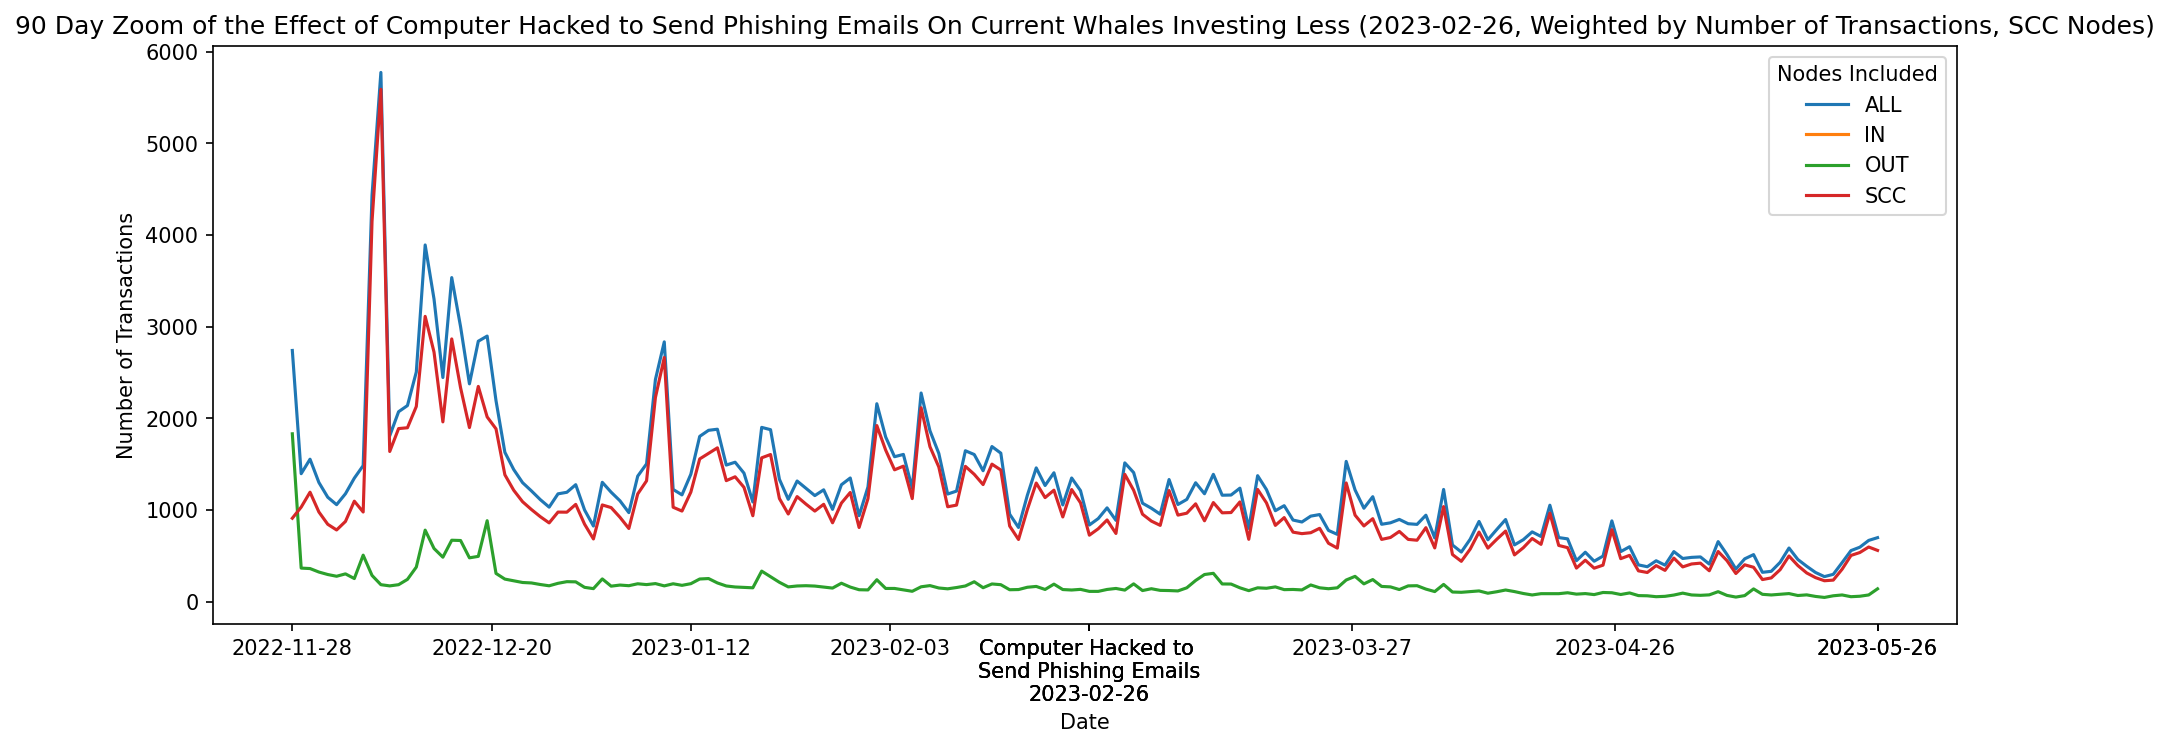 90 Day Zoom of the Effect of Computer Hacked to Send Phishing Emails On Current Whales Investing Less (2023-02-26, Weighted by Number of Transactions, SCC Nodes)
6000
5000
4000
3000
2000
1000
0
Number of Transactions
Nodes Included
ALL
IN
OUT
SCC
2022-11-28
2022-12-20
2023-01-12
2023-02-03
Computer Hacked to
Send Phishing Emails
2023-02-26
2023-03-27
2023-04-26
2023-05-26
Date